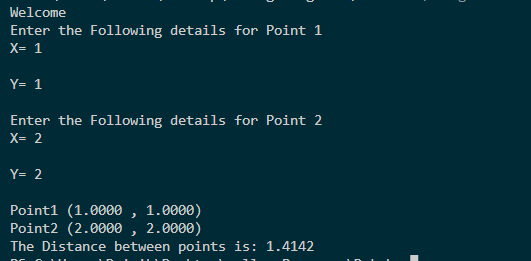 Welcome
Enter the Following details for Point 1
X= 1
Y= 1
Enter the Following details for Point 2
X= 2
Y= 2
Point1 (1.0000 , 1.0000)
Point2 (2.0000 , 2.0000)
The Distance between points is: 1.4142